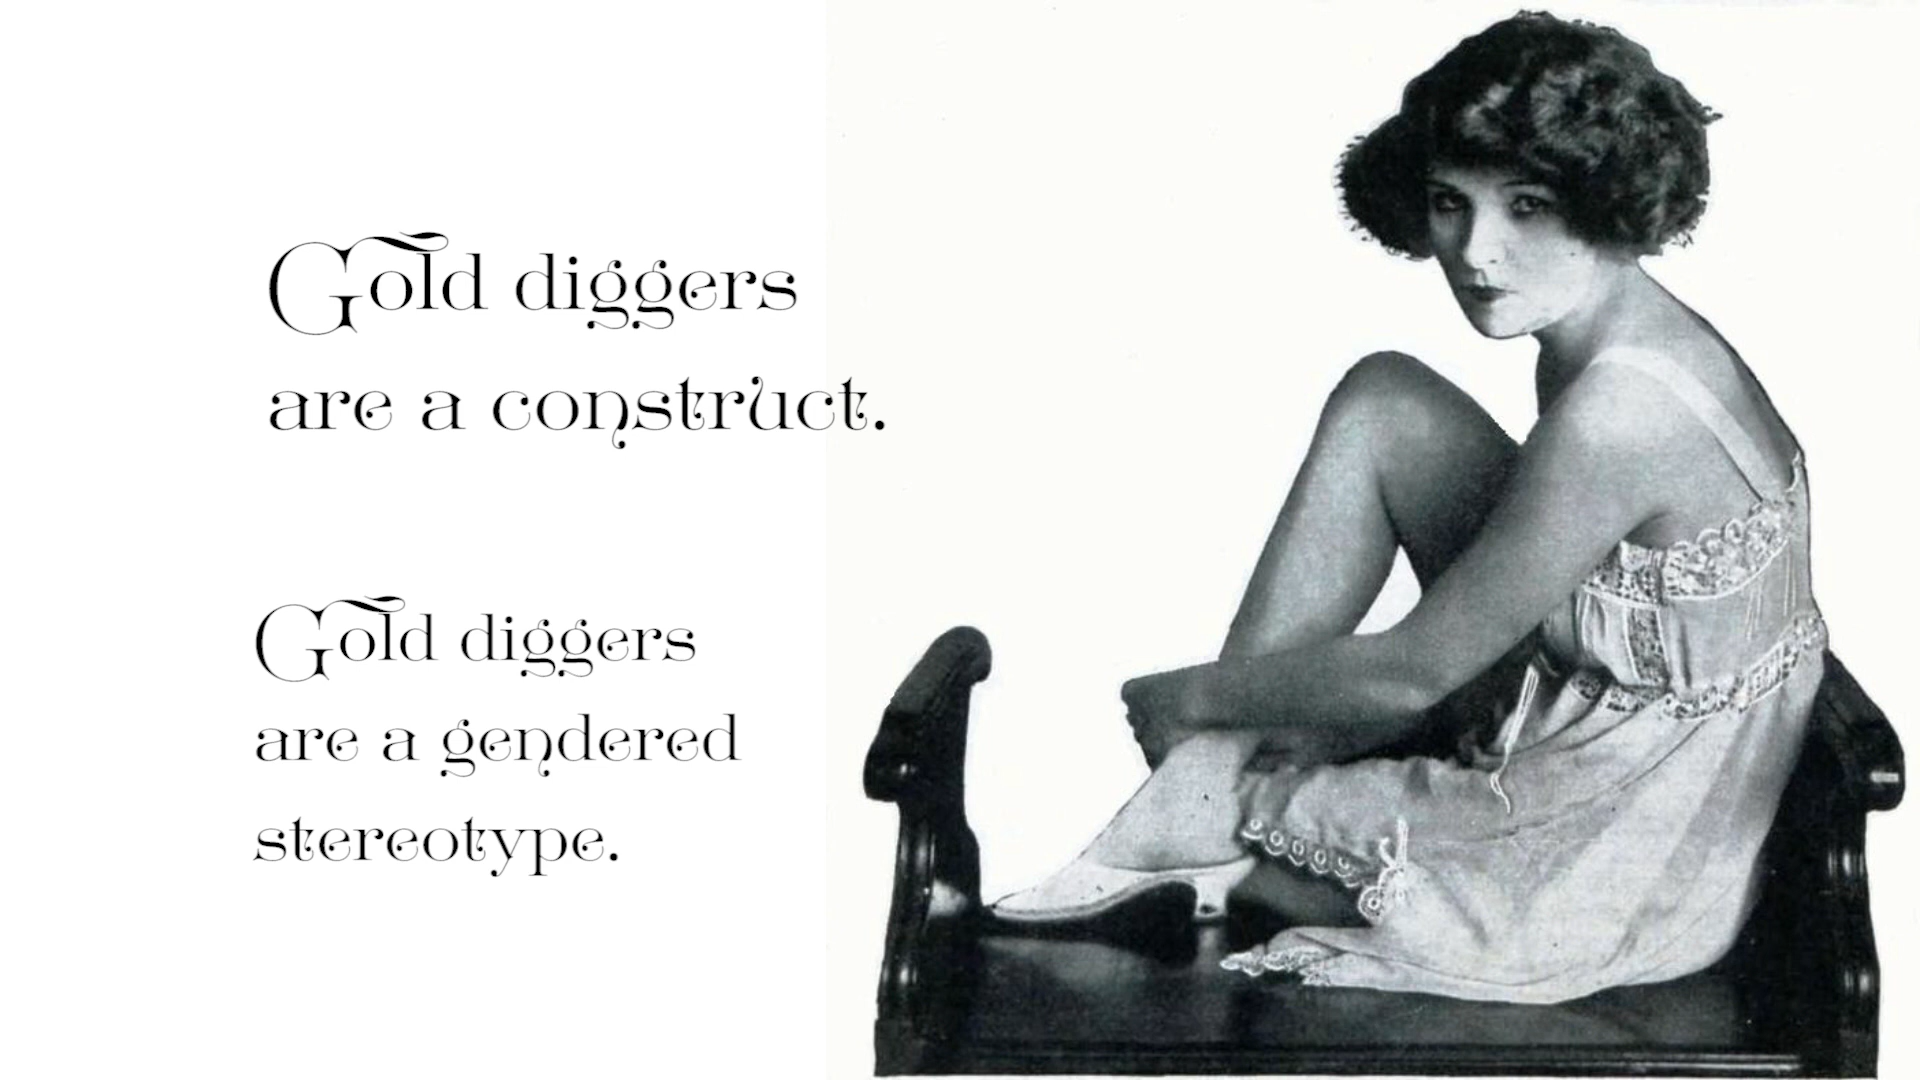 Gold diggers
are a construct.
Gold diggers
are a gendered
stereotype.